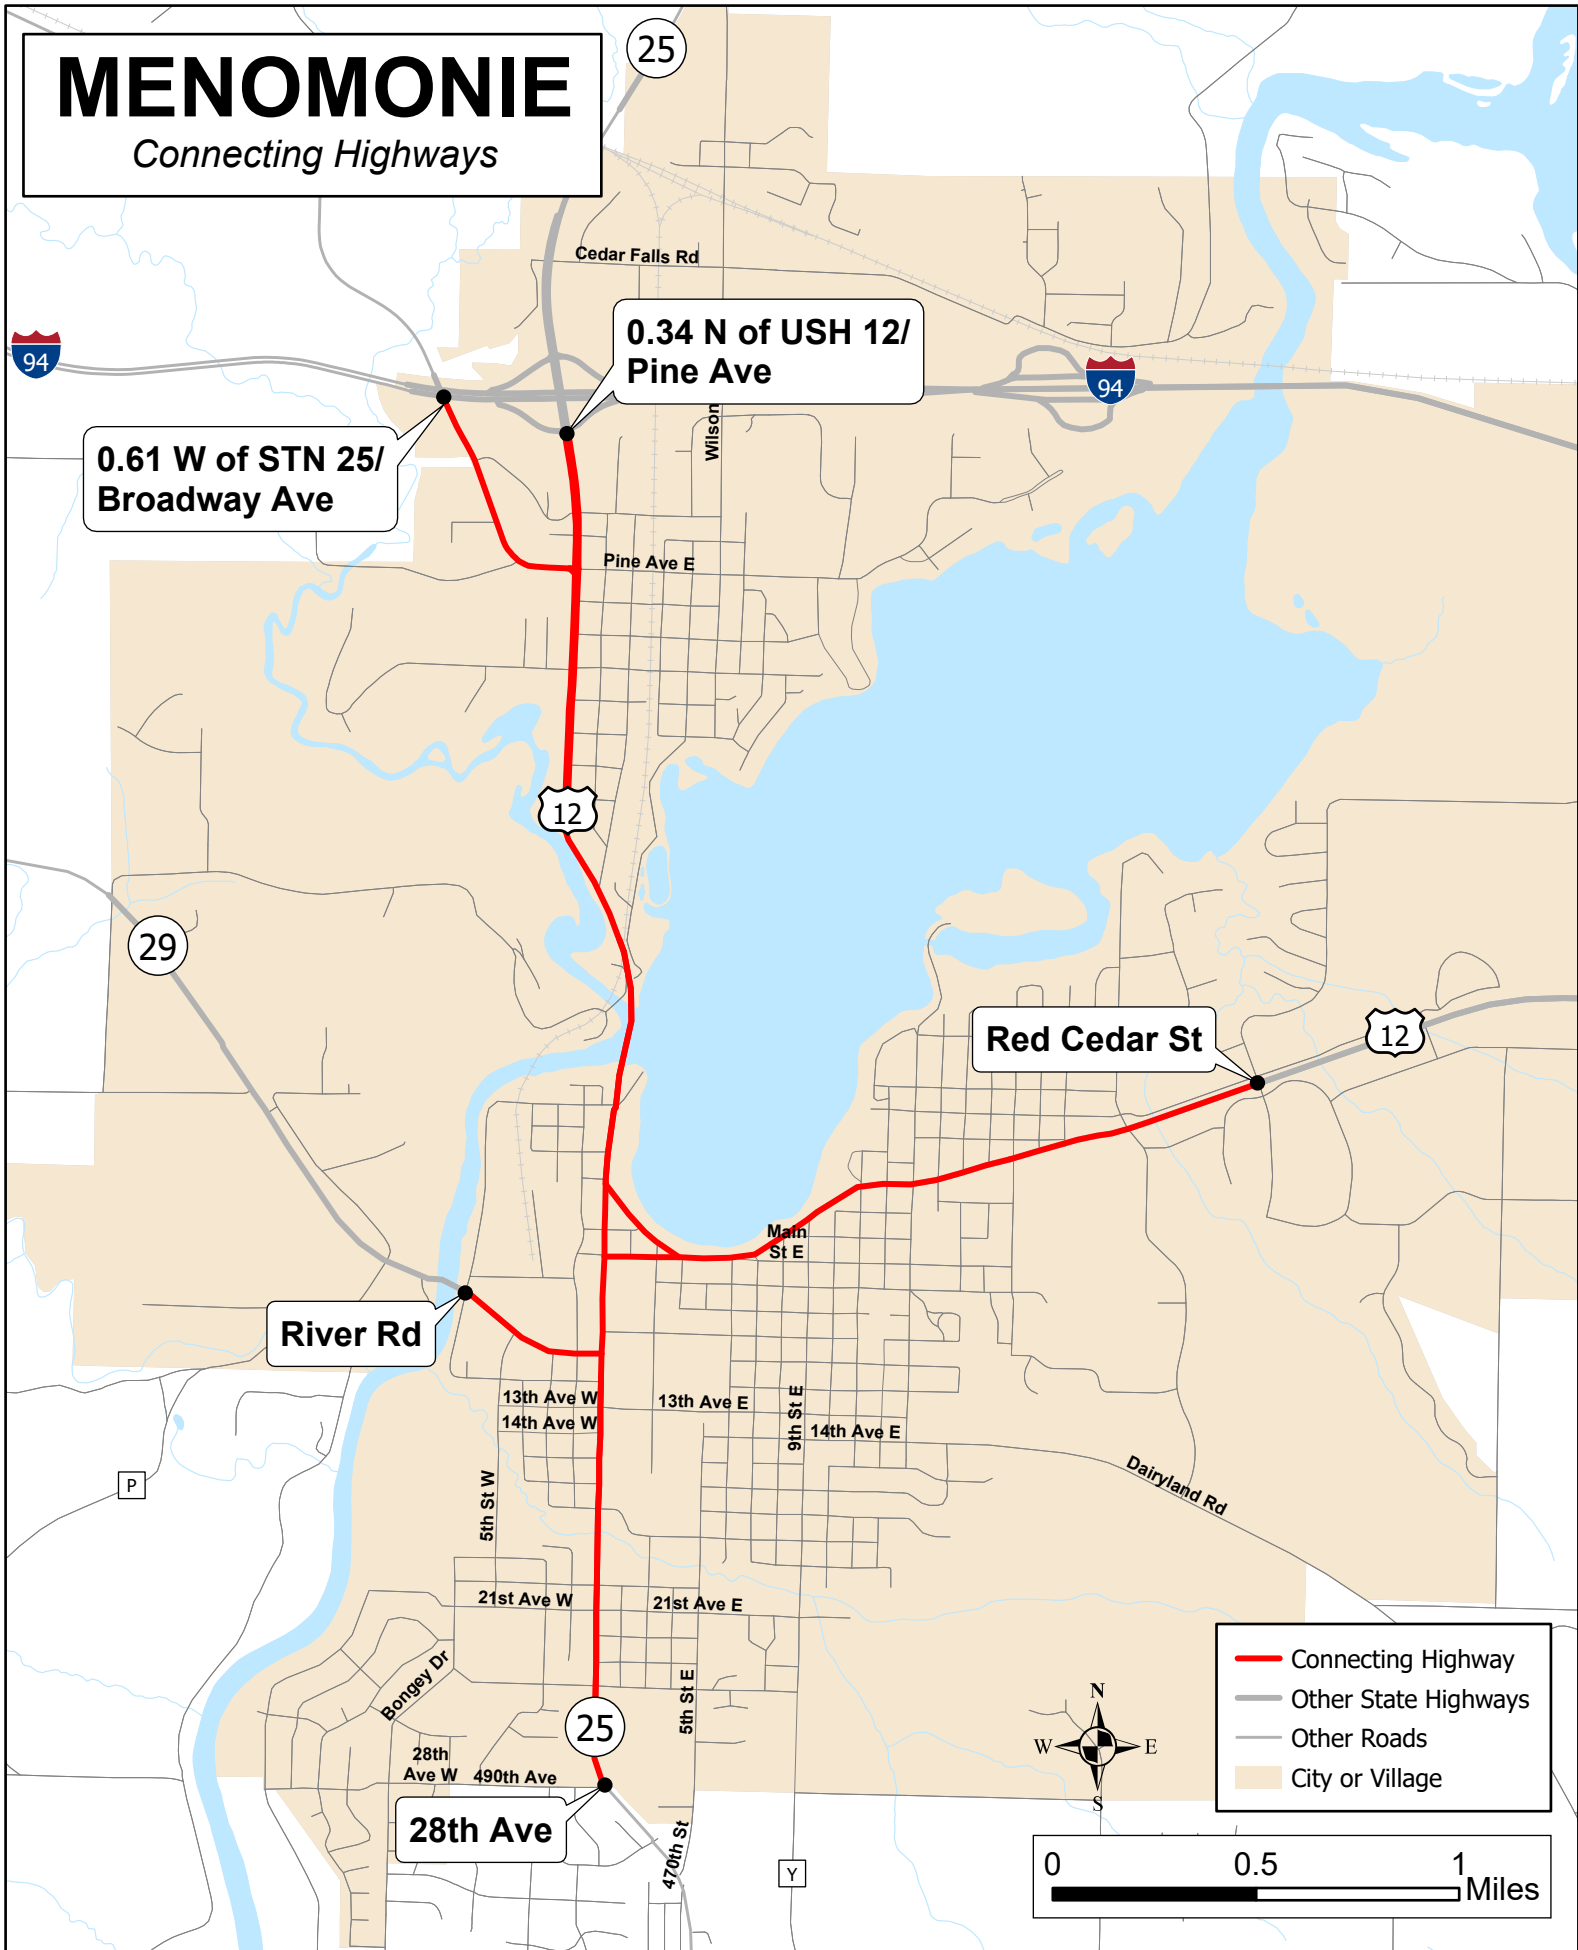 MENOMONIE
Connecting Highways
25
Cedar Falls Rd
94
0.34 N of USH 12/
Pine Ave
94
0.61 W of STN 25/
Broadway Ave
Wilson
Pine Ave E
12
29
Red Cedar St
12
Main
St E
River Rd
13th Ave W
13th Ave E
14th Ave W
9th St E
14th Ave E
P
5th St W
Dairyland Rd
21st Ave W
21st Ave E
Bongey Dr
5th St E
25
28th
Ave W
490th Ave
28th Ave
470th St
Y
N
W
E
S
Connecting Highway
Other State Highways
Other Roads
City or Village
0
0.5
1
Miles